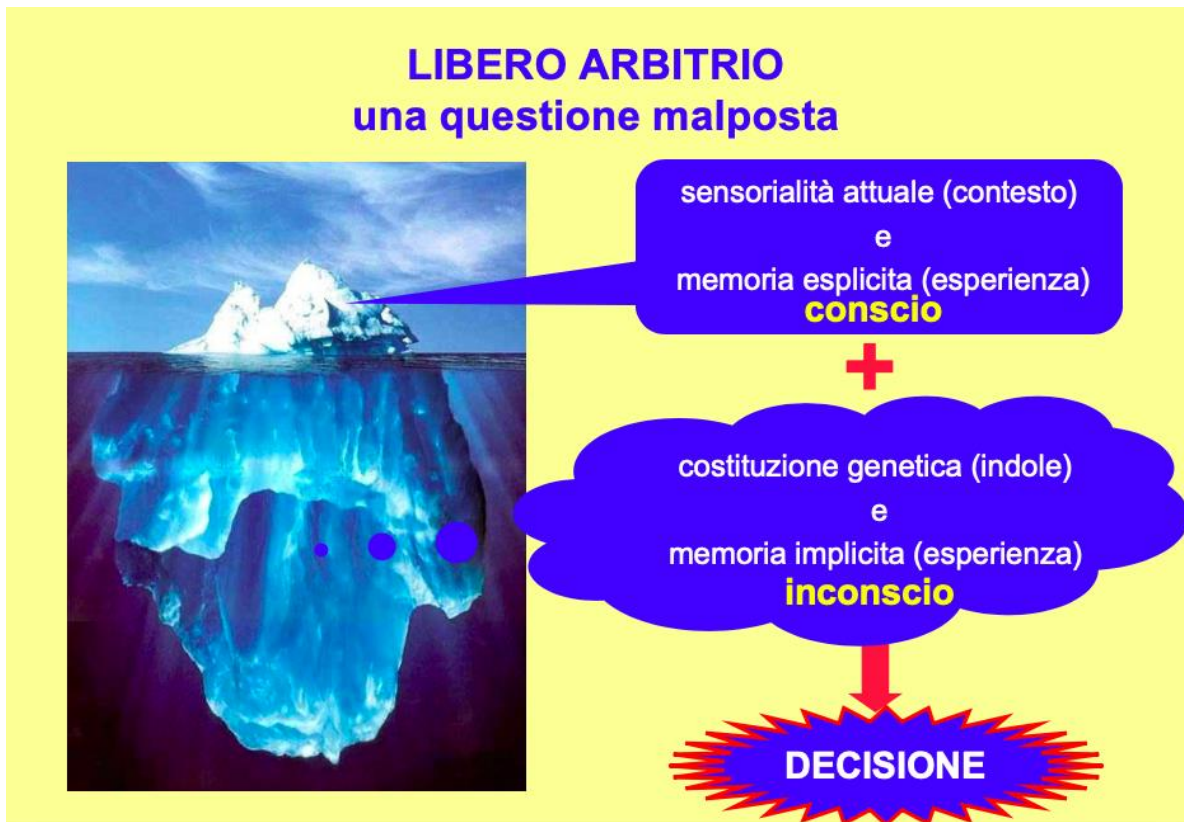 LIBERO ARBITRIO
una questione malposta
sensorialità attuale (contesto)
e
memoria esplicita (esperienza)
conscio
+
costituzione genetica (indole)
e
memoria implicita (esperienza)
inconscio
DECISIONE